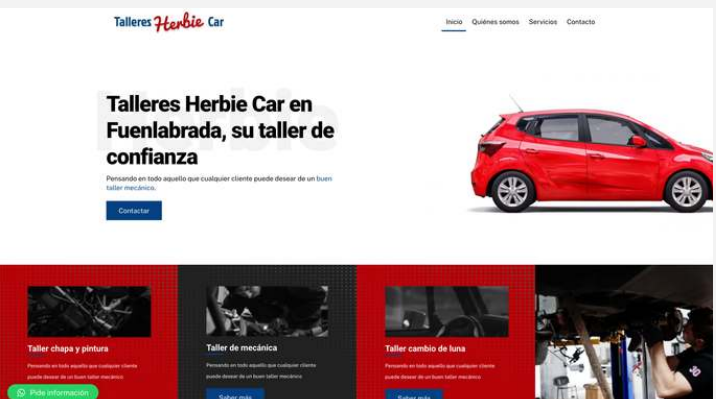 Talleres Herbie Car
Inicio Quiénes somos Servicios Contacto
Herbie
Talleres Herbie Car en
Fuenlabrada, su taller de
confianza
Pensando en todo aquello que cualquier cliente puede desear de un buen
taller mecánico.
Contactar
Taller chapa y pintura
Pensando en todo aquello que cualquier cliente
puede desear de un buen taller mecánico
Taller de mecánica
Pensando en todo aquello que cualquier cliente
puede desear de un buen taller mecánico
Saber más
Taller cambio de luna
Pensando en todo aquello que cualquier cliente
puede desear de un buen taller mecánico
Saber más
Pide información